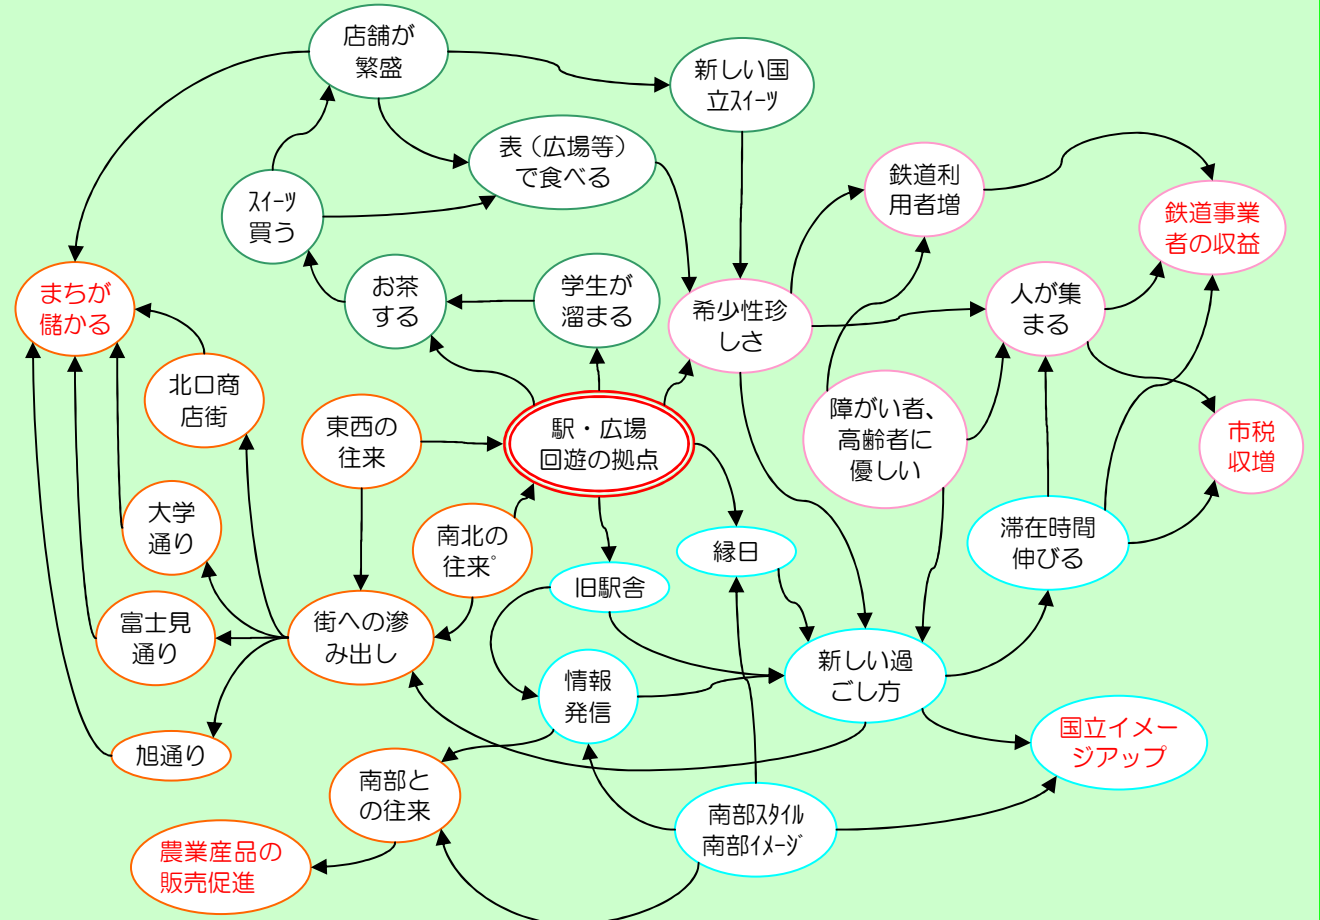 店舗が
繁盛
新しい国
立ｽｲｰﾂ
表（広場等）
で食べる
鉄道利
用者増
ｽｲｰﾂ
買う
鉄道事業
者の収益
まちが
儲かる
お茶
する
学生が
溜まる
希少性珍
しさ
人が集
まる
北口商
店街
東西の
往来
駅・広場
回遊の拠点
障がい者、
高齢者に
優しい
市税
収増
大学
通り
南北の
往来゜
縁日
滞在時間
伸びる
旧駅舎
富士見
通り
街への滲
み出し
新しい過
ごし方
情報
発信
旭通り
国立イメー
ジアップ
南部と
の往来
南部ｽﾀｲﾙ
南部ｲﾒｰｼﾞ
農業産品の
販売促進